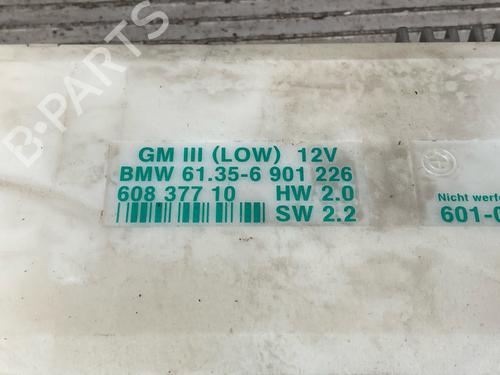 GM III (LOW) 12V
BMW 61.35-6 901 226
608 377 10 HW 2.0
SW 2.2
Nicht werfe
601-0
B-PARTS